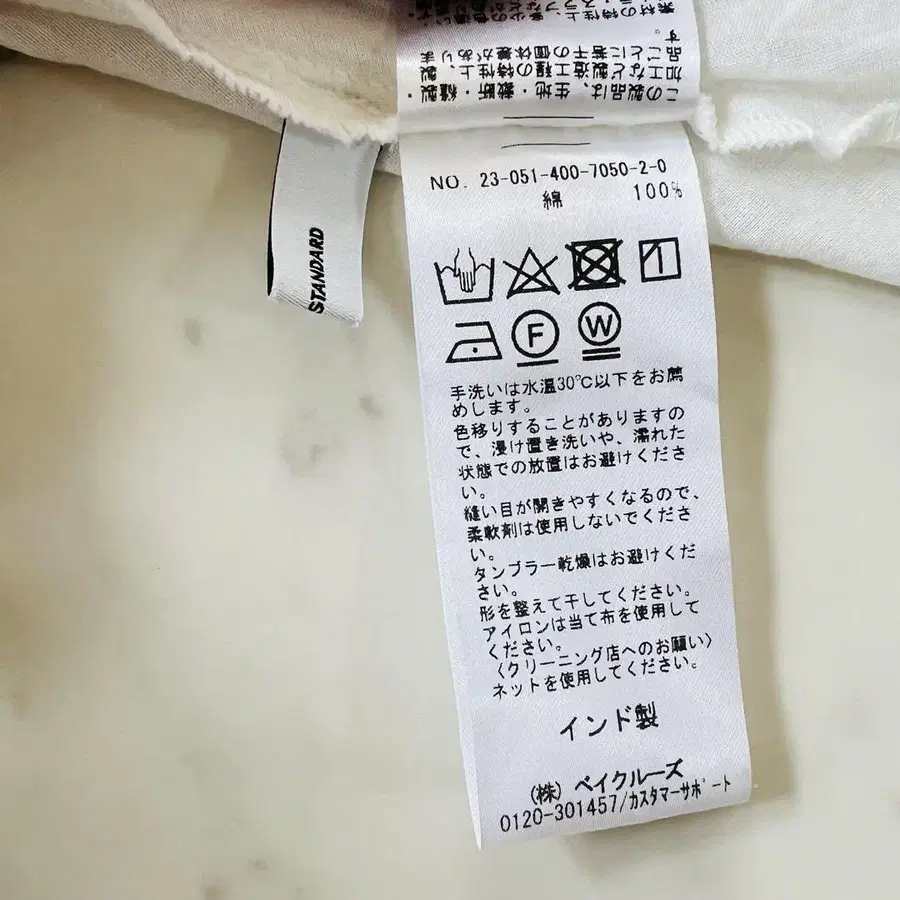 この製品は、生地・裁断・縫製・
加工など製造工程の特性上、製
品ごとに若干の個体差があります。
NO. 23-051-400-7050-2-0
綿 100%
F W
手洗いは水温30℃以下をお薦
めします。
色移りすることがありますの
で、浸け置き洗いや、濡れた
状態での放置はお避けくださ
い。
縫い目が開きやすくなるので、
柔軟剤は使用しないでくださ
い。
タンブラー乾燥はお避けくだ
さい。
形を整えて干してください。
アイロンは当て布を使用して
ください。
〈クリーニング店へのお願い〉
ネットを使用してください。
インド製
(株) ベイクルーズ
0120-301457/カスタマーサポート
STANDARD